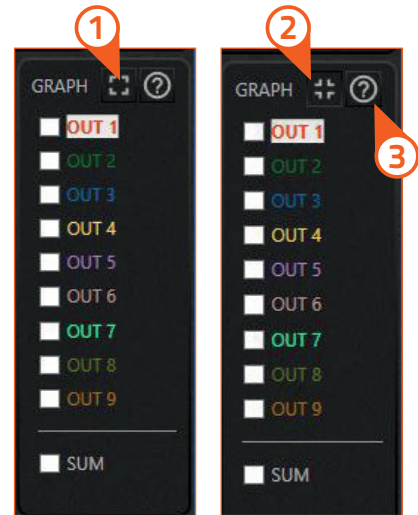 1
GRAPH ?
OUT 1
OUT 2
OUT 3
OUT 4
OUT 5
OUT 6
OUT 7
OUT 8
OUT 9
SUM
2
GRAPH ?
3
OUT 1
OUT 2
OUT 3
OUT 4
OUT 5
OUT 6
OUT 7
OUT 8
OUT 9
SUM